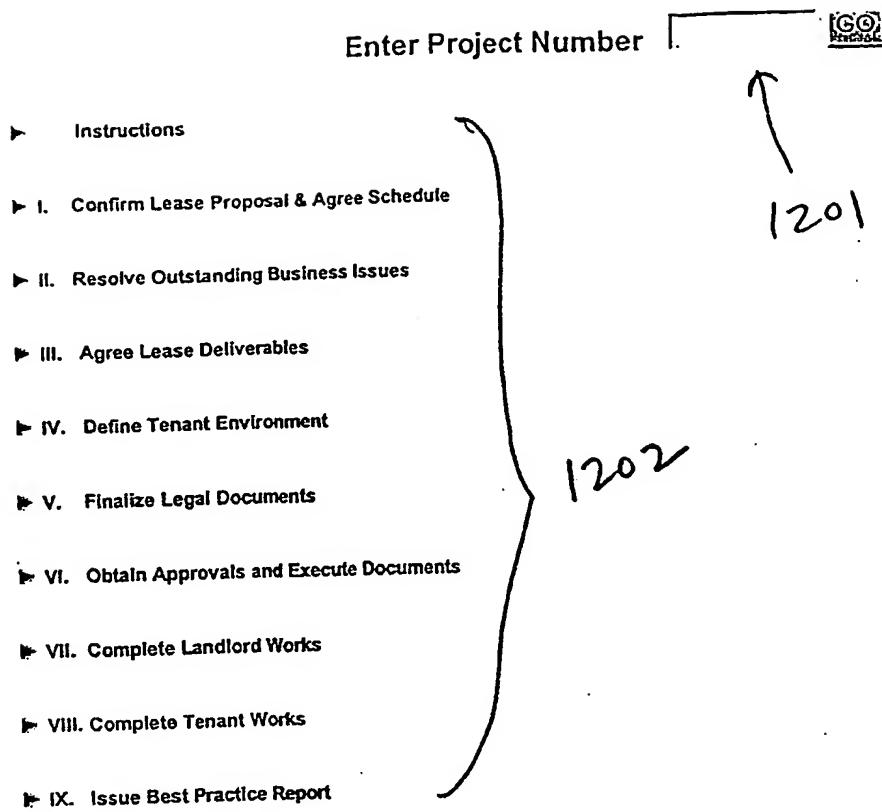 Enter Project Number GO
Instructions
1201
I. Confirm Lease Proposal & Agree Schedule
II. Resolve Outstanding Business Issues
III. Agree Lease Deliverables
IV. Define Tenant Environment
1202
V. Finalize Legal Documents
VI. Obtain Approvals and Execute Documents
VII. Complete Landlord Works
VIII. Complete Tenant Works
IX. Issue Best Practice Report